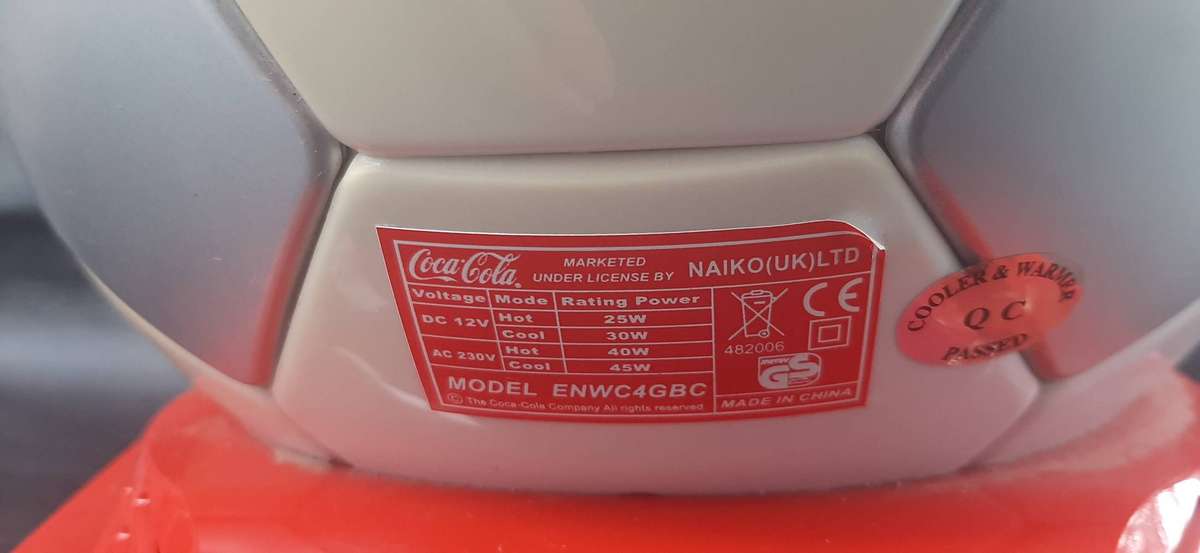 Coca-Cola
MARKETED
UNDER LICENSE BY NAIKO(UK)LTD
Voltage Mode Rating Power
DC 12V Hot 25W
Cool 30W
AC 230V Hot 40W
Cool 45W
MODEL ENWC4GBC
© The Coca-Cola Company All rights reserved
CE
482006
GS
MADE IN CHINA
COOLER & WARMER
QC
PASSED